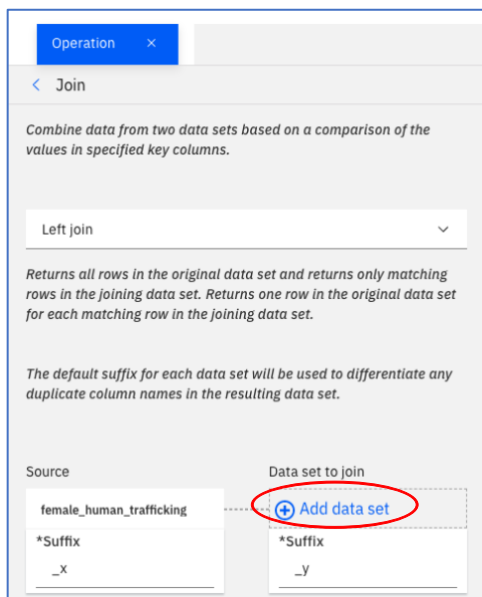 Operation ×
< Join
Combine data from two data sets based on a comparison of the
values in specified key columns.
Left join
Returns all rows in the original data set and returns only matching
rows in the joining data set. Returns one row in the original data set
for each matching row in the joining data set.
The default suffix for each data set will be used to differentiate any
duplicate column names in the resulting data set.
Source Data set to join
female_human_trafficking Add data set
*Suffix *Suffix
_x _y